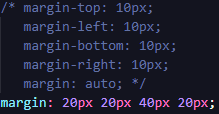 /* margin-top: 10px;
margin-left: 10px;
margin-bottom: 10px;
margin-right: 10px;
margin: auto; */
margin: 20px 20px 40px 20px;